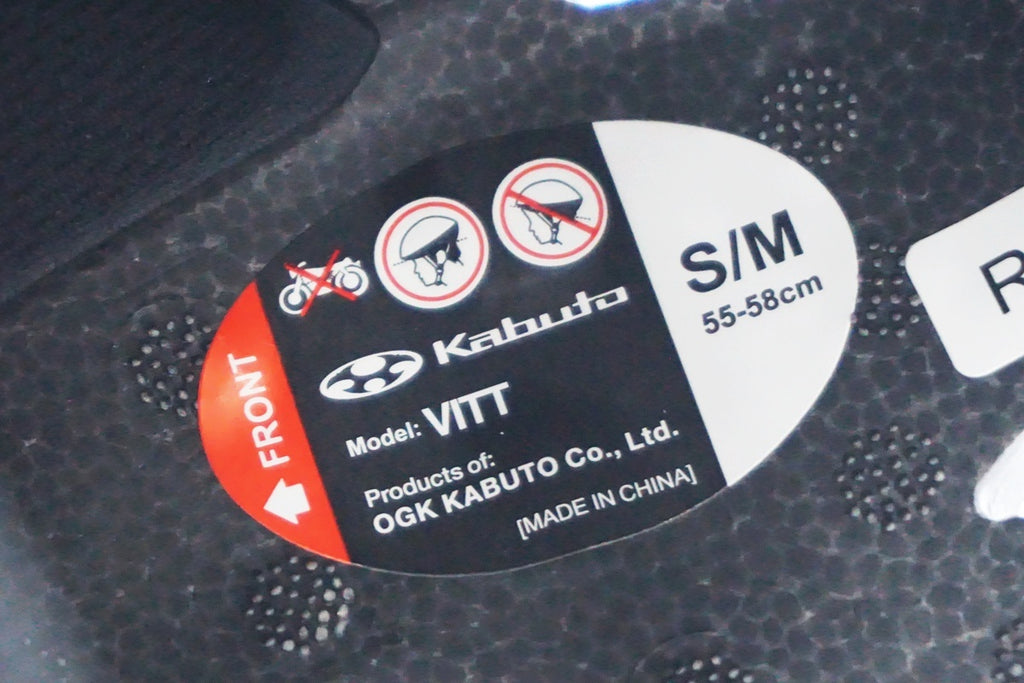 FRONT
Kabuto
Model: VITT
Products of:
OGK KABUTO Co., Ltd.
[MADE IN CHINA]
S/M
55-58cm
R